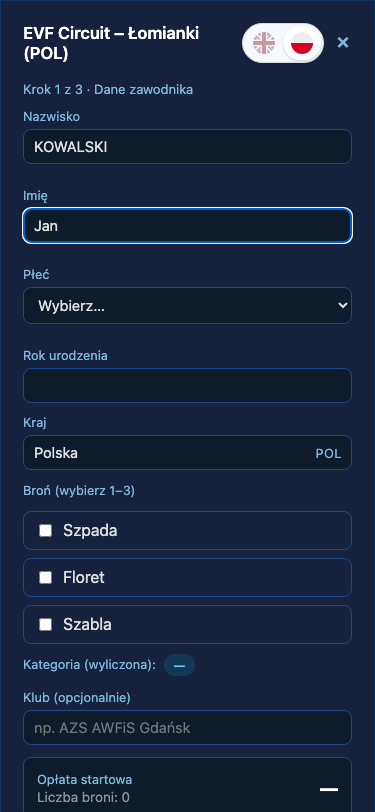 EVF Circuit – Łomianki
(POL)
×
Krok 1 z 3 · Dane zawodnika
Nazwisko
KOWALSKI
Imię
Jan
Płeć
Wybierz...
Rok urodzenia
Kraj
Polska POL
Broń (wybierz 1–3)
Szpada
Floret
Szabla
Kategoria (wyliczona): —
Klub (opcjonalnie)
np. AZS AWFiS Gdańsk
Opłata startowa
Liczba broni: 0 —